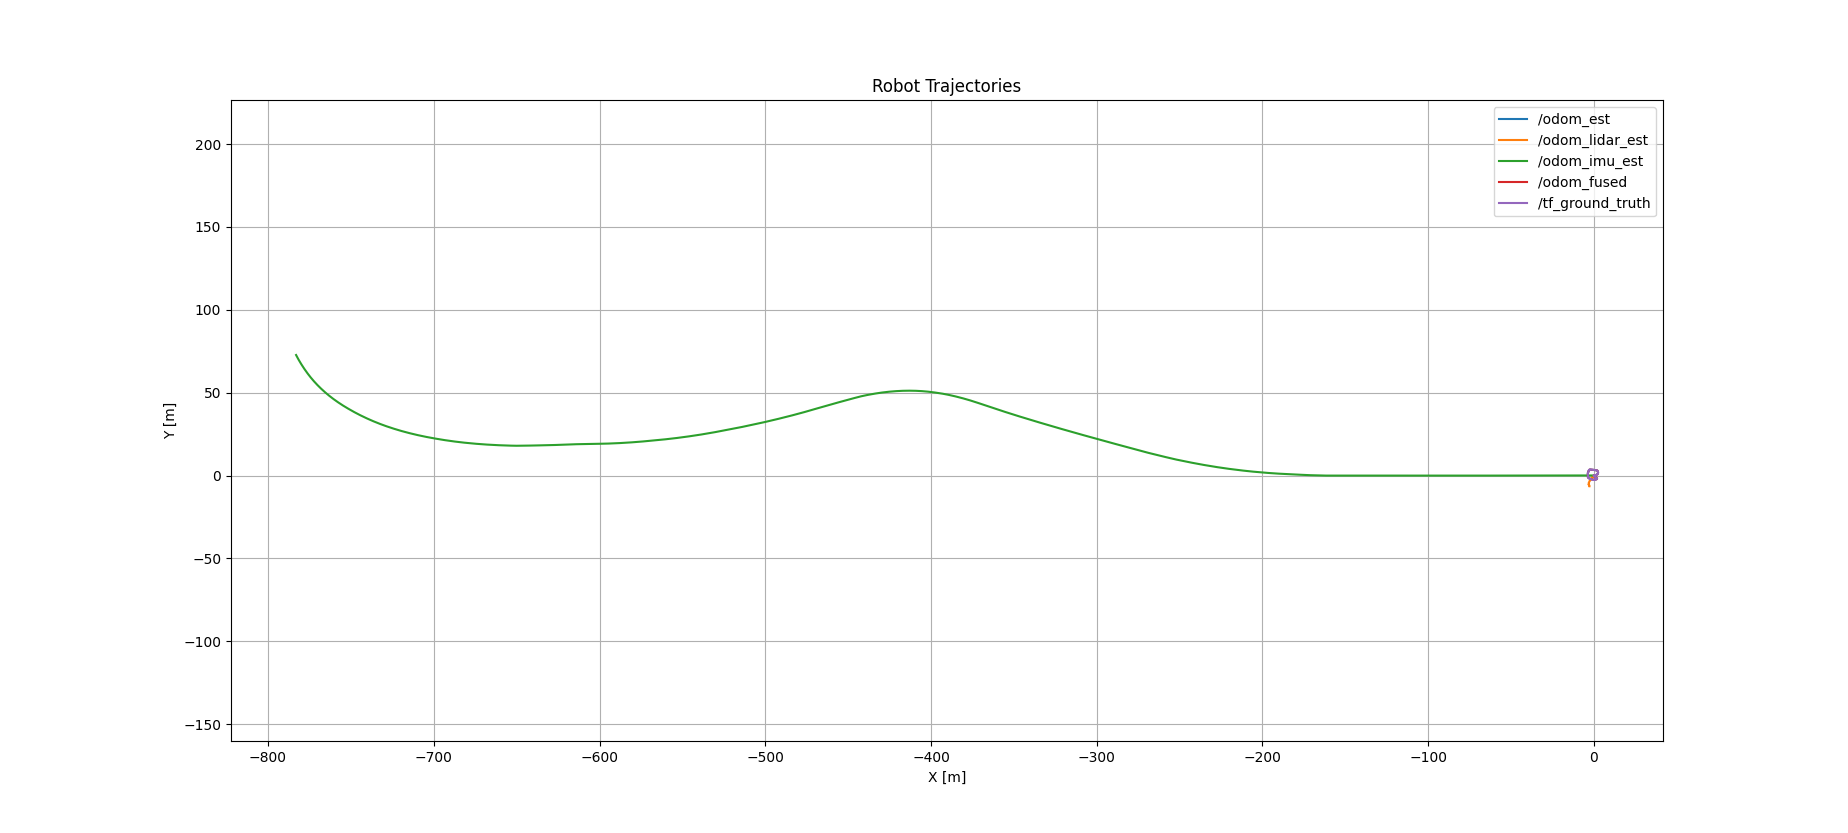 Robot Trajectories
/odom_est
/odom_lidar_est
/odom_imu_est
/odom_fused
/tf_ground_truth
200
150
100
50
0
−50
−100
−150
Y [m]
−800
−700
−600
−500
−400
−300
−200
−100
0
X [m]